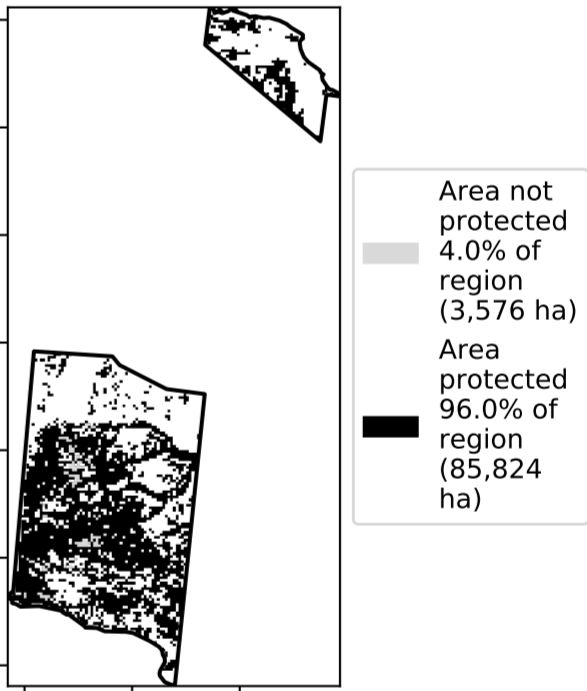 Area not
protected
4.0% of
region
(3,576 ha)
Area
protected
96.0% of
region
(85,824
ha)